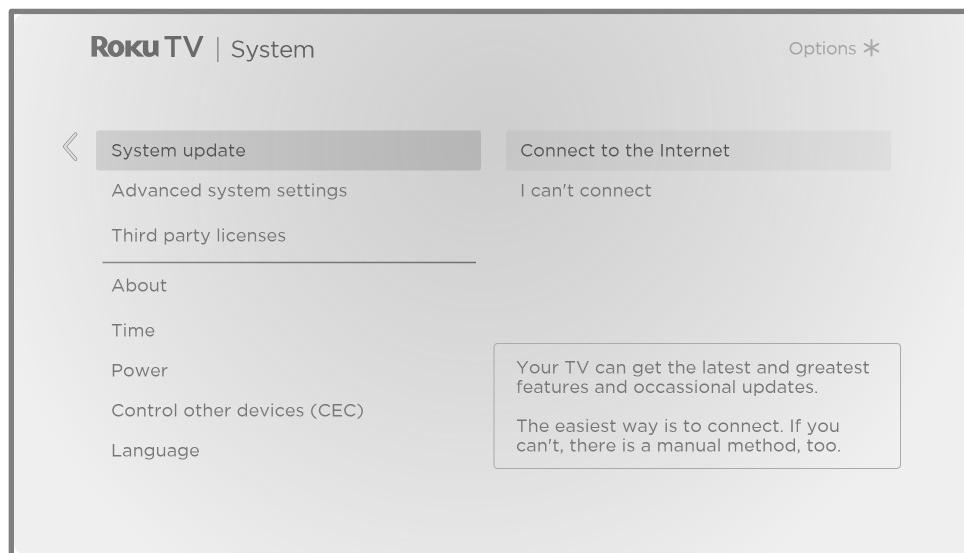 Roku TV | System
Options
System update
Advanced system settings
Third party licenses
About
Time
Power
Control other devices (CEC)
Language
Connect to the Internet
I can't connect
Your TV can get the latest and greatest
features and occassional updates.
The easiest way is to connect. If you
can't, there is a manual method, too.